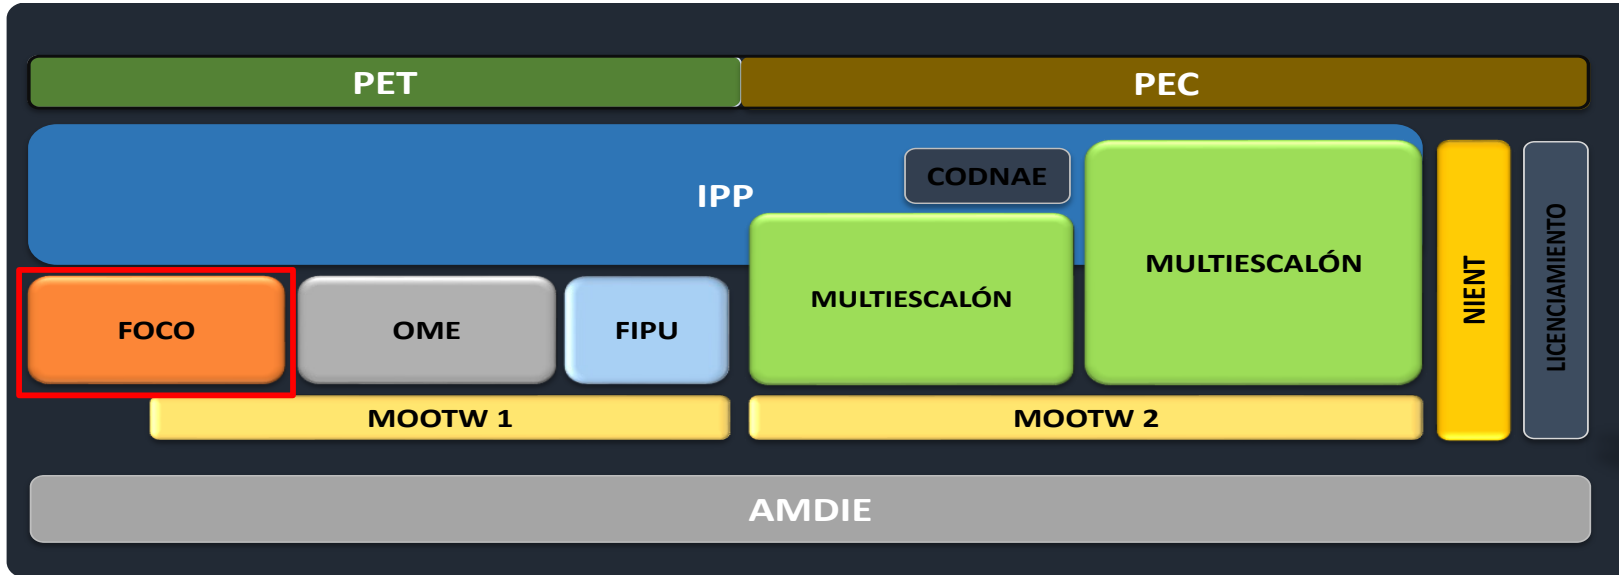 PET
PEC
IPP
CODNAE
MULTIESCALÓN
MULTIESCALÓN
NIENT
LICENCIAMIENTO
FOCO
OME
FIPU
MOOTW 1
MOOTW 2
AMDIE